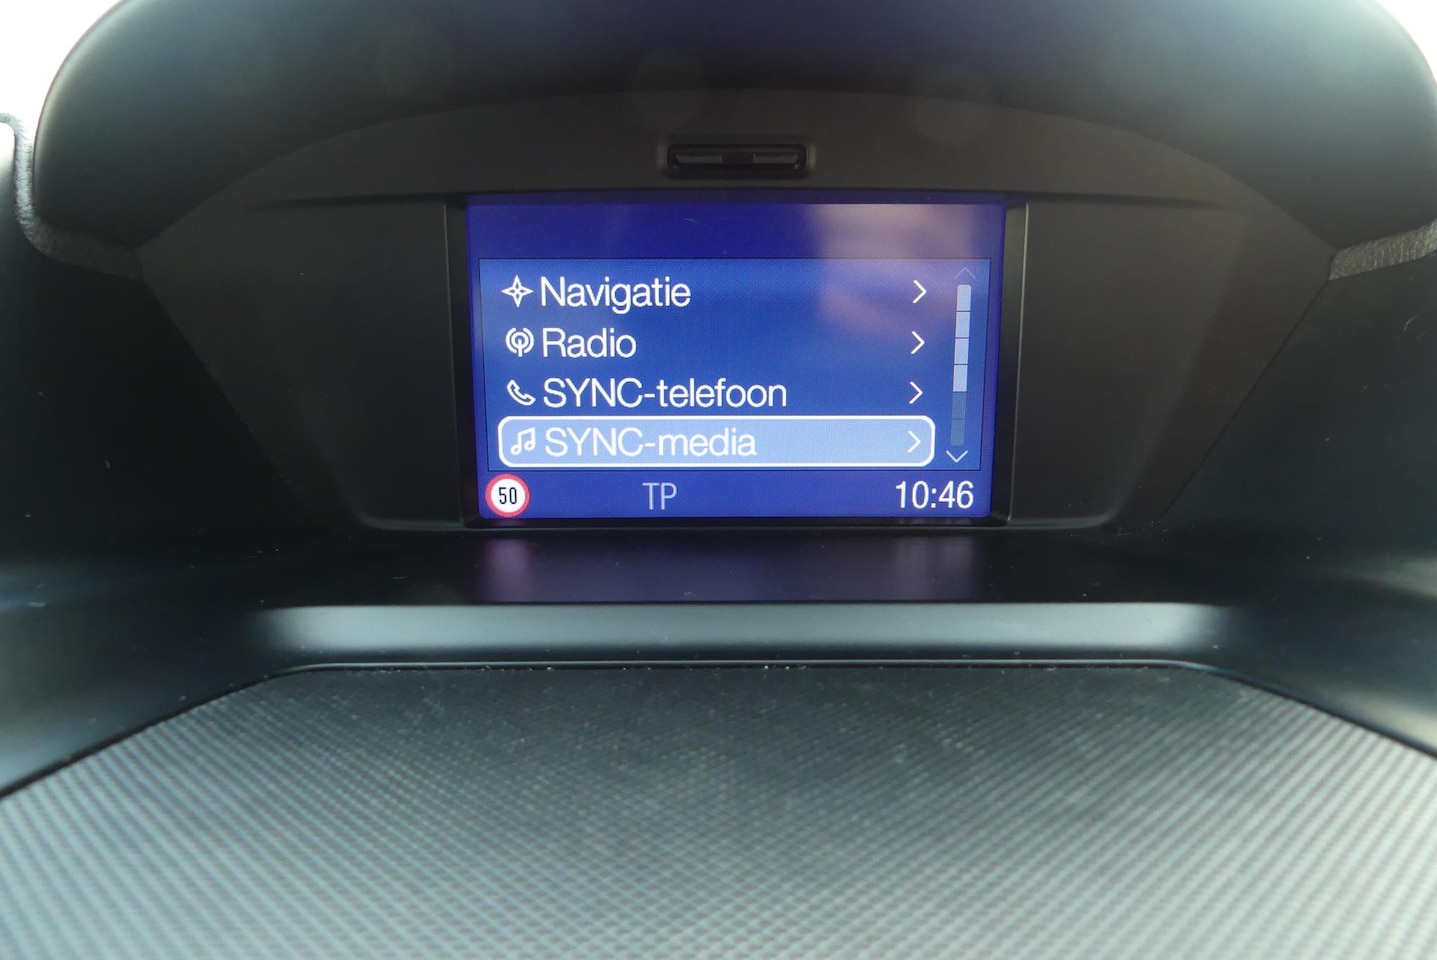 Navigatie
Radio
SYNC-telefoon
SYNC-media
50 TP 10:46